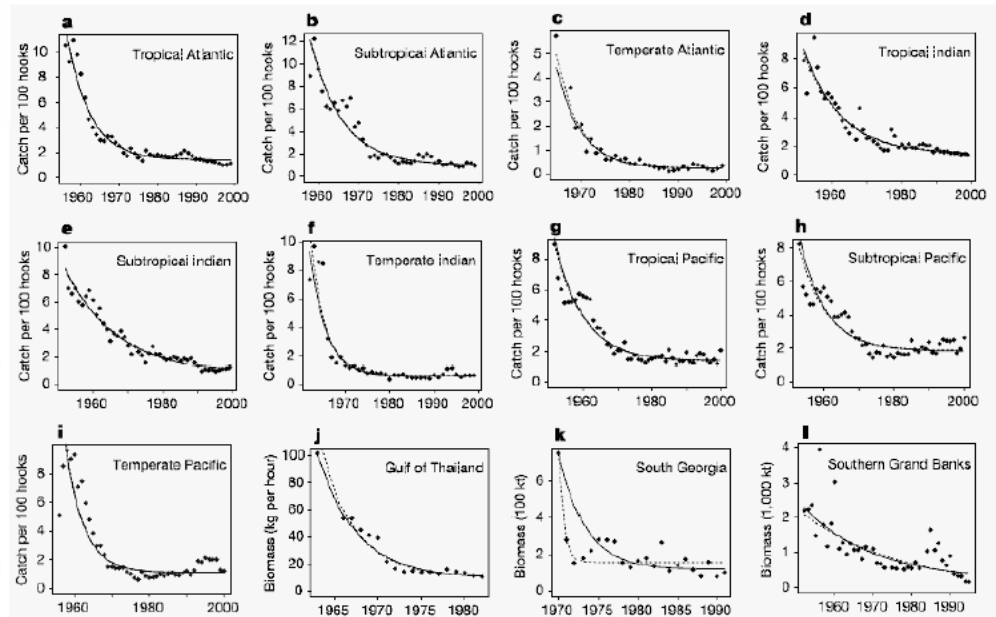 a
Tropical Atlantic
Catch per 100 hooks
10
8
6
4
2
0
1960 1970 1980 1990 2000
b
Subtropical Atlantic
Catch per 100 hooks
12
10
8
6
4
2
0
1960 1970 1980 1990 2000
c
Temperate Atlantic
Catch per 100 hooks
6
5
4
3
2
1
0
1970 1980 1990 2000
d
Tropical Indian
Catch per 100 hooks
10
8
6
4
2
0
1960 1980 2000
e
Subtropical Indian
Catch per 100 hooks
10
8
6
4
2
0
1960 1980 2000
f
Temperate Indian
Catch per 100 hooks
10
8
6
4
2
0
1970 1980 1990 2000
g
Tropical Pacific
Catch per 100 hooks
8
6
4
2
0
1960 1980 2000
h
Subtropical Pacific
Catch per 100 hooks
8
6
4
2
0
1960 1980 2000
i
Temperate Pacific
Catch per 100 hooks
8
6
4
2
0
1960 1970 1980 1990 2000
j
Gulf of Thailand
Biomass (kg per hour)
100
80
60
40
20
0
1965 1970 1975 1980
k
South Georgia
Biomass (100 kt)
8
6
4
2
0
1970 1975 1980 1985 1990
l
Southern Grand Banks
Biomass (1,000 kt)
4
3
2
1
0
1960 1970 1980 1990